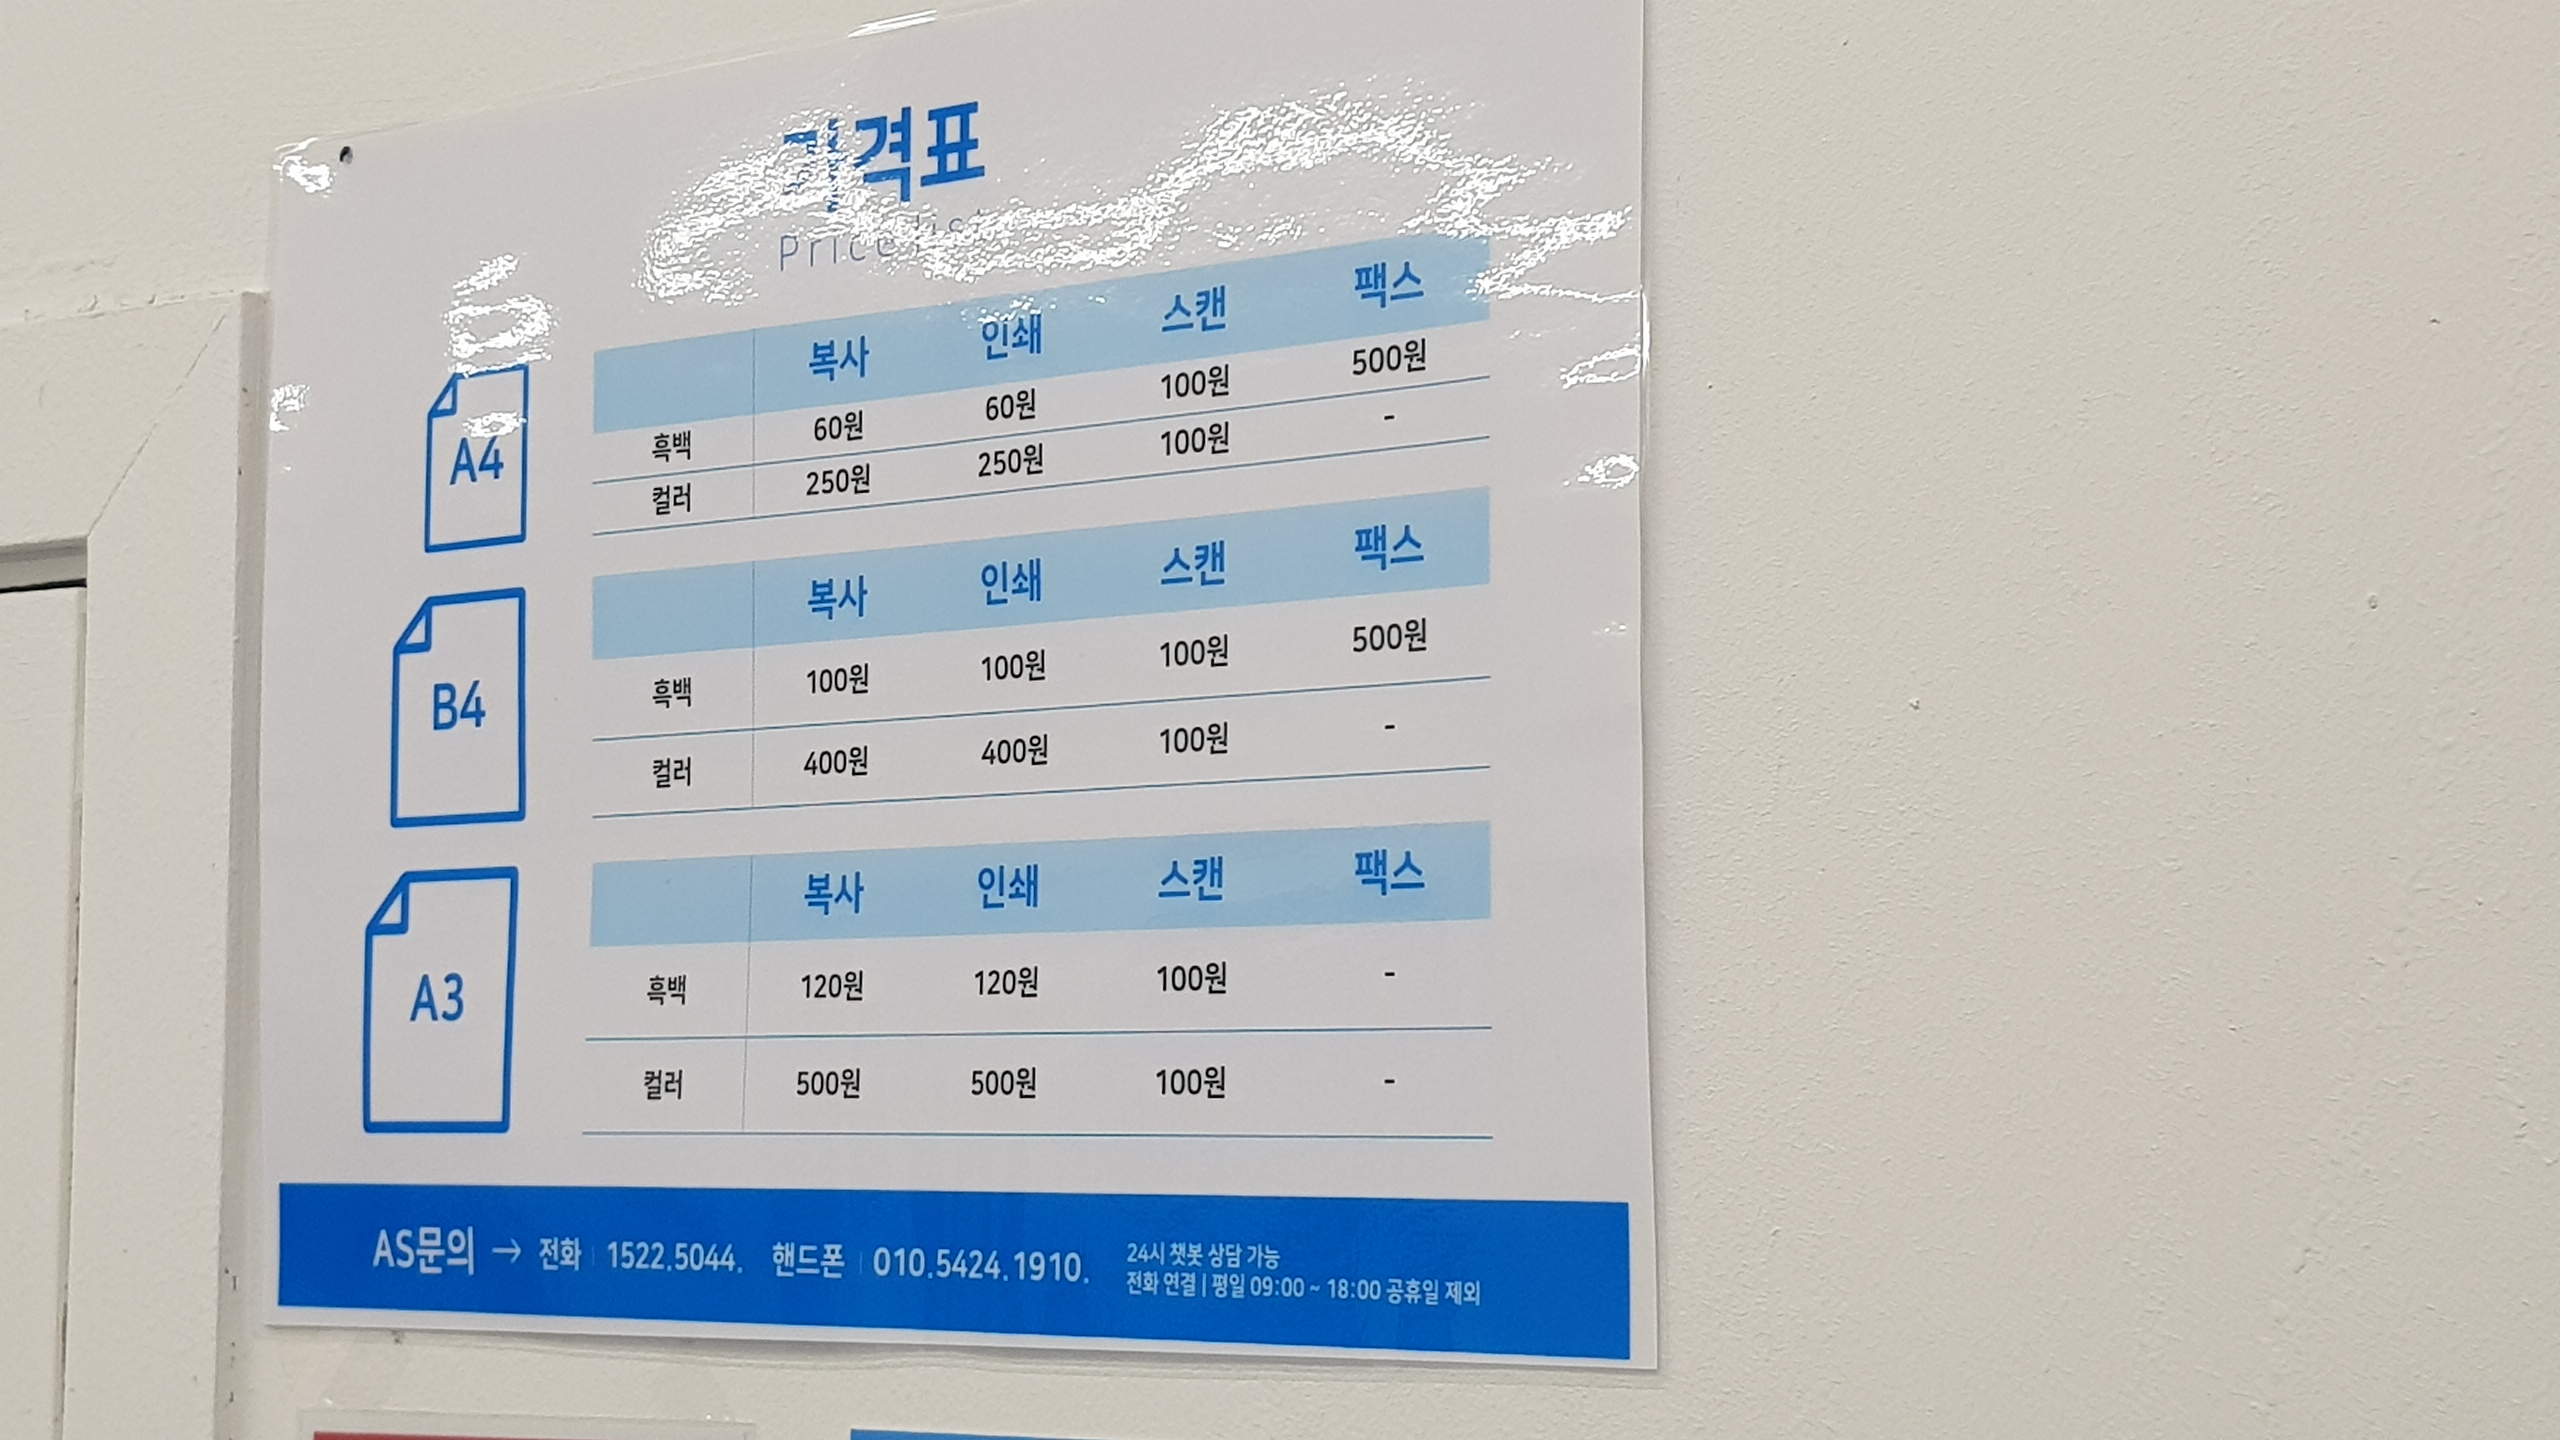 가격표
Price list
A4
복사 인쇄 스캔 팩스
흑백 60원 60원 100원 500원
컬러 250원 250원 100원 -
B4
복사 인쇄 스캔 팩스
흑백 100원 100원 100원 500원
컬러 400원 400원 100원 -
A3
복사 인쇄 스캔 팩스
흑백 120원 120원 100원 -
컬러 500원 500원 100원 -
AS문의 → 전화 | 1522.5044. 핸드폰 | 010.5424.1910.
24시 챗봇 상담 가능
전화 연결 | 평일 09:00 ~ 18:00 공휴일 제외